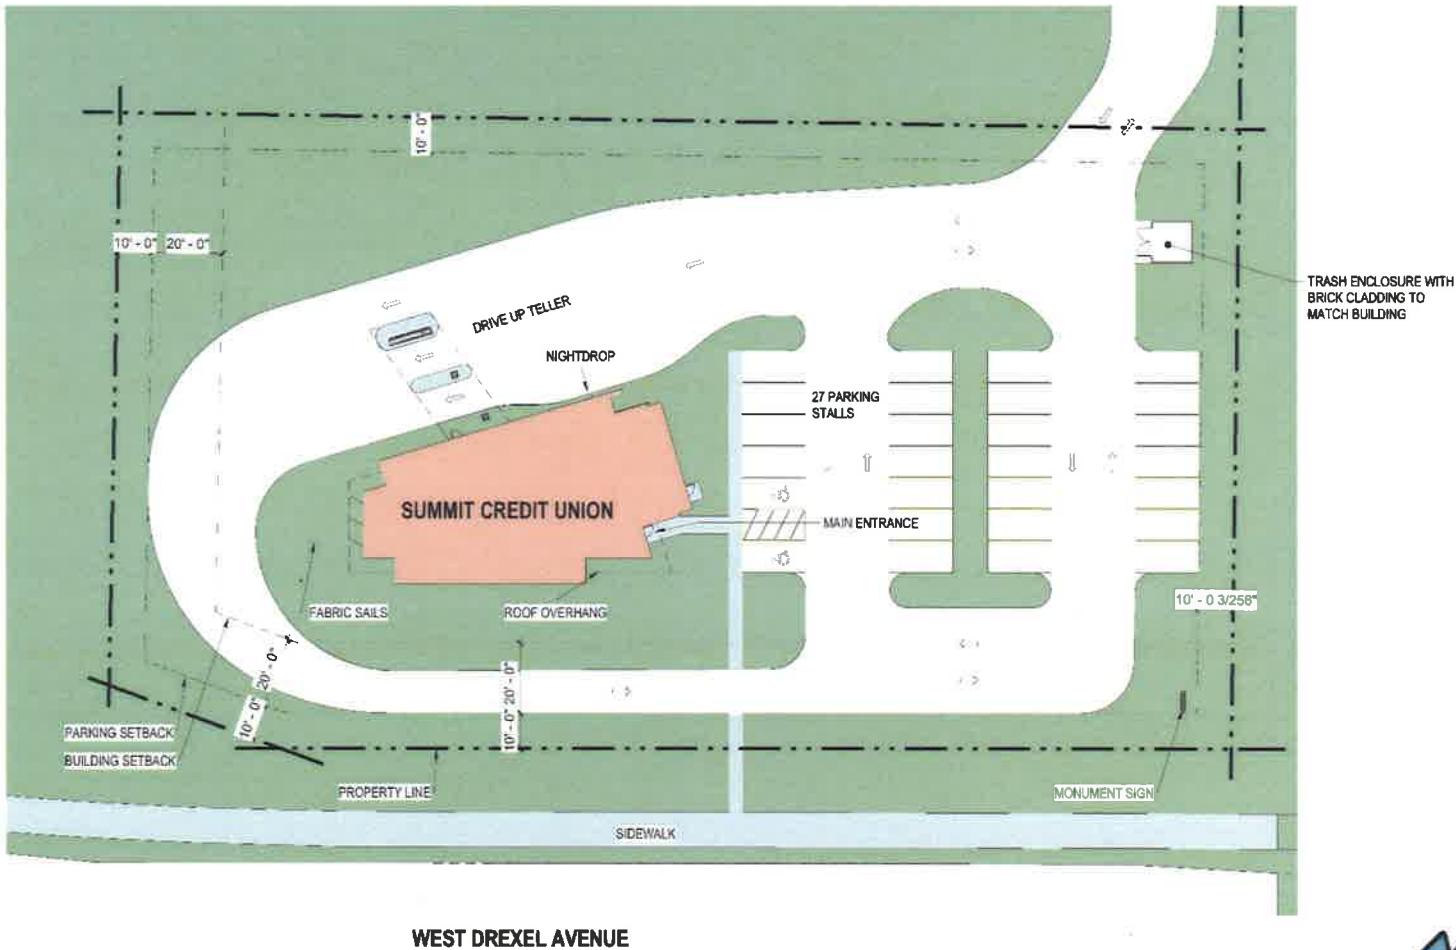 10' - 0"
10' - 0" 20' - 0"
TRASH ENCLOSURE WITH
BRICK CLADDING TO
MATCH BUILDING
DRIVE UP TELLER
NIGHTDROP
27 PARKING
STALLS
SUMMIT CREDIT UNION
MAIN ENTRANCE
FABRIC SAILS
ROOF OVERHANG
10' - 0 3/256"
10' - 0" 20' - 0"
10' - 0" 20' - 0"
PARKING SETBACK
BUILDING SETBACK
PROPERTY LINE
MONUMENT SIGN
SIDEWALK
WEST DREXEL AVENUE